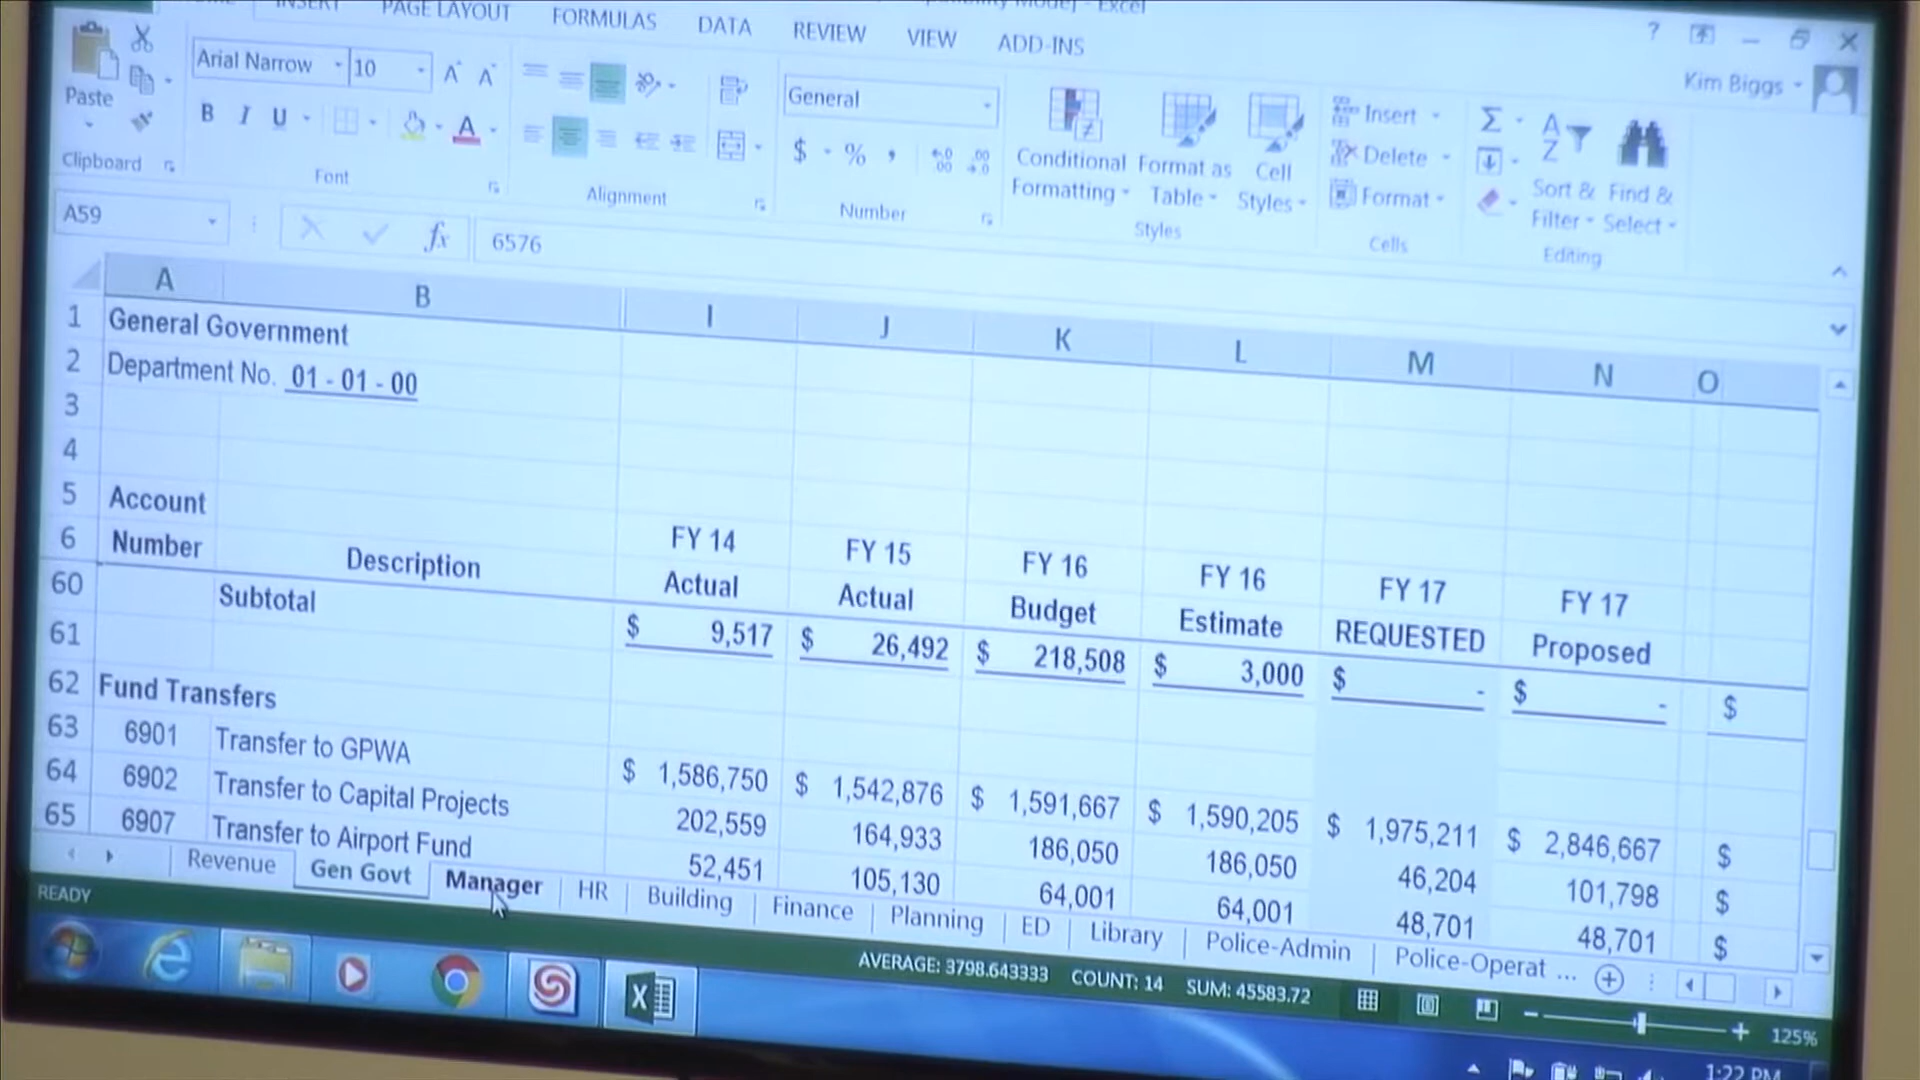 INSERT PAGE LAYOUT FORMULAS DATA REVIEW VIEW ADD-INS
Excel
Kim Biggs
Paste
Arial Narrow 10
B I U
General
$ % ,
Conditional Formatting
Format as Table
Cell Styles
Insert
Delete
Format
Sort & Filter
Find & Select
Clipboard Font Alignment Number Styles Cells Editing
A59 fx 6576
A B I J K L M N O
1 General Government
2 Department No. 01 - 01 - 00
3
4
5 Account
6 Number Description FY 14 Actual FY 15 Actual FY 16 Budget FY 16 Estimate FY 17 REQUESTED FY 17 Proposed
60 Subtotal $ 9,517 $ 26,492 $ 218,508 $ 3,000 $ - $ - $
61
62 Fund Transfers
63 6901 Transfer to GPWA $ 1,586,750 $ 1,542,876 $ 1,591,667 $ 1,590,205 $ 1,975,211 $ 2,846,667 $
64 6902 Transfer to Capital Projects 202,559 164,933 186,050 186,050 46,204 101,798 $
65 6907 Transfer to Airport Fund 52,451 105,130 64,001 64,001 48,701 48,701 $
Revenue Gen Govt Manager HR Building Finance Planning ED Library Police-Admin Police-Operat ...
READY AVERAGE: 3798.643333 COUNT: 14 SUM: 45583.72 125%
1:22 PM